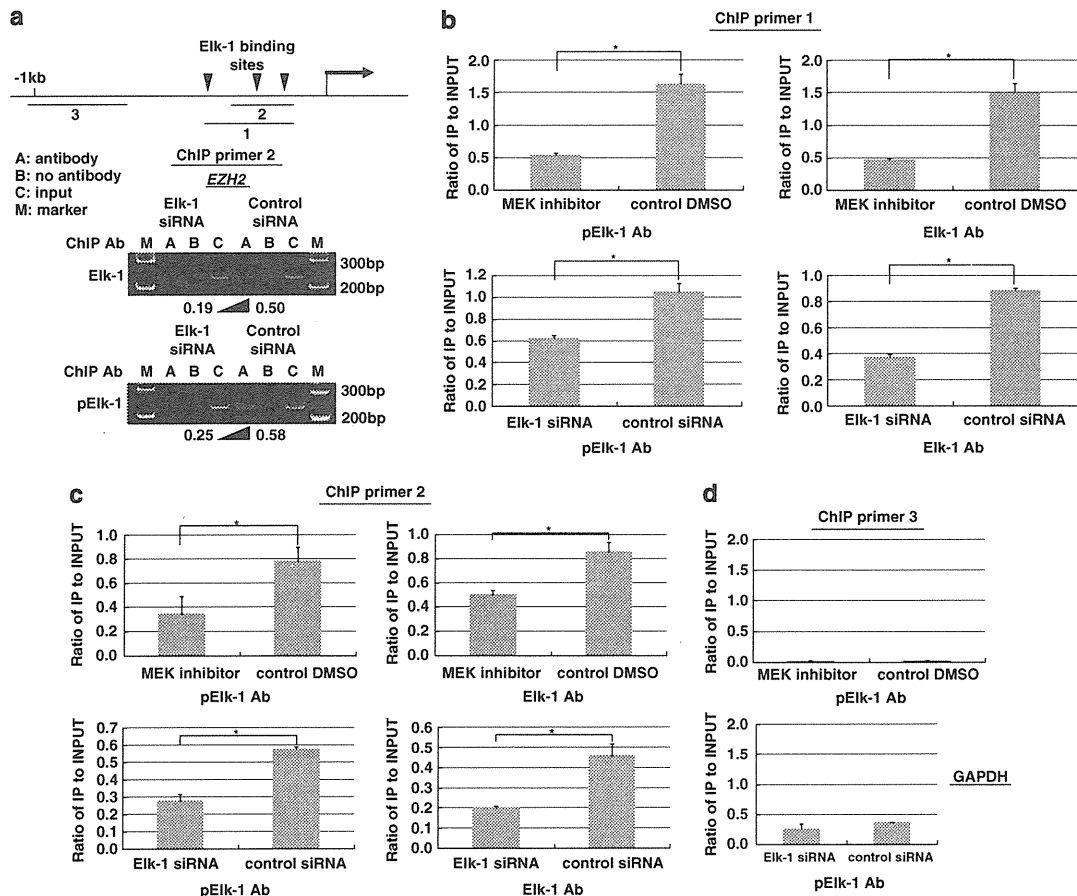 a
Elk-1 binding
sites
-1kb
3
2
1
A: antibody
B: no antibody
C: input
M: marker
ChIP primer 2
EZH2
Elk-1
siRNA
Control
siRNA
ChIP Ab M A B C A B C M
Elk-1
300bp
200bp
0.19 0.50
Elk-1
siRNA
Control
siRNA
ChIP Ab M A B C A B C M
pElk-1
300bp
200bp
0.25 0.58
b
ChIP primer 1
Ratio of IP to INPUT
2.0
1.5
1.0
0.5
0.0
*
MEK inhibitor control DMSO
pElk-1 Ab
Ratio of IP to INPUT
2.0
1.5
1.0
0.5
0.0
*
MEK inhibitor control DMSO
Elk-1 Ab
Ratio of IP to INPUT
1.2
1.0
0.8
0.6
0.4
0.2
0.0
*
Elk-1 siRNA control siRNA
pElk-1 Ab
Ratio of IP to INPUT
1.0
0.8
0.6
0.4
0.2
0.0
*
Elk-1 siRNA control siRNA
Elk-1 Ab
c
ChIP primer 2
Ratio of IP to INPUT
1.0
0.8
0.6
0.4
0.2
0.0
*
MEK inhibitor control DMSO
pElk-1 Ab
Ratio of IP to INPUT
1.0
0.8
0.6
0.4
0.2
0.0
*
MEK inhibitor control DMSO
Elk-1 Ab
Ratio of IP to INPUT
0.7
0.6
0.5
0.4
0.3
0.2
0.1
0.0
*
Elk-1 siRNA control siRNA
pElk-1 Ab
Ratio of IP to INPUT
0.6
0.5
0.4
0.3
0.2
0.1
0.0
*
Elk-1 siRNA control siRNA
Elk-1 Ab
d
ChIP primer 3
Ratio of IP to INPUT
2.0
1.5
1.0
0.5
0.0
MEK inhibitor control DMSO
pElk-1 Ab
Ratio of IP to INPUT
2.0
1.5
1.0
0.5
0.0
GAPDH
Elk-1 siRNA control siRNA
pElk-1 Ab